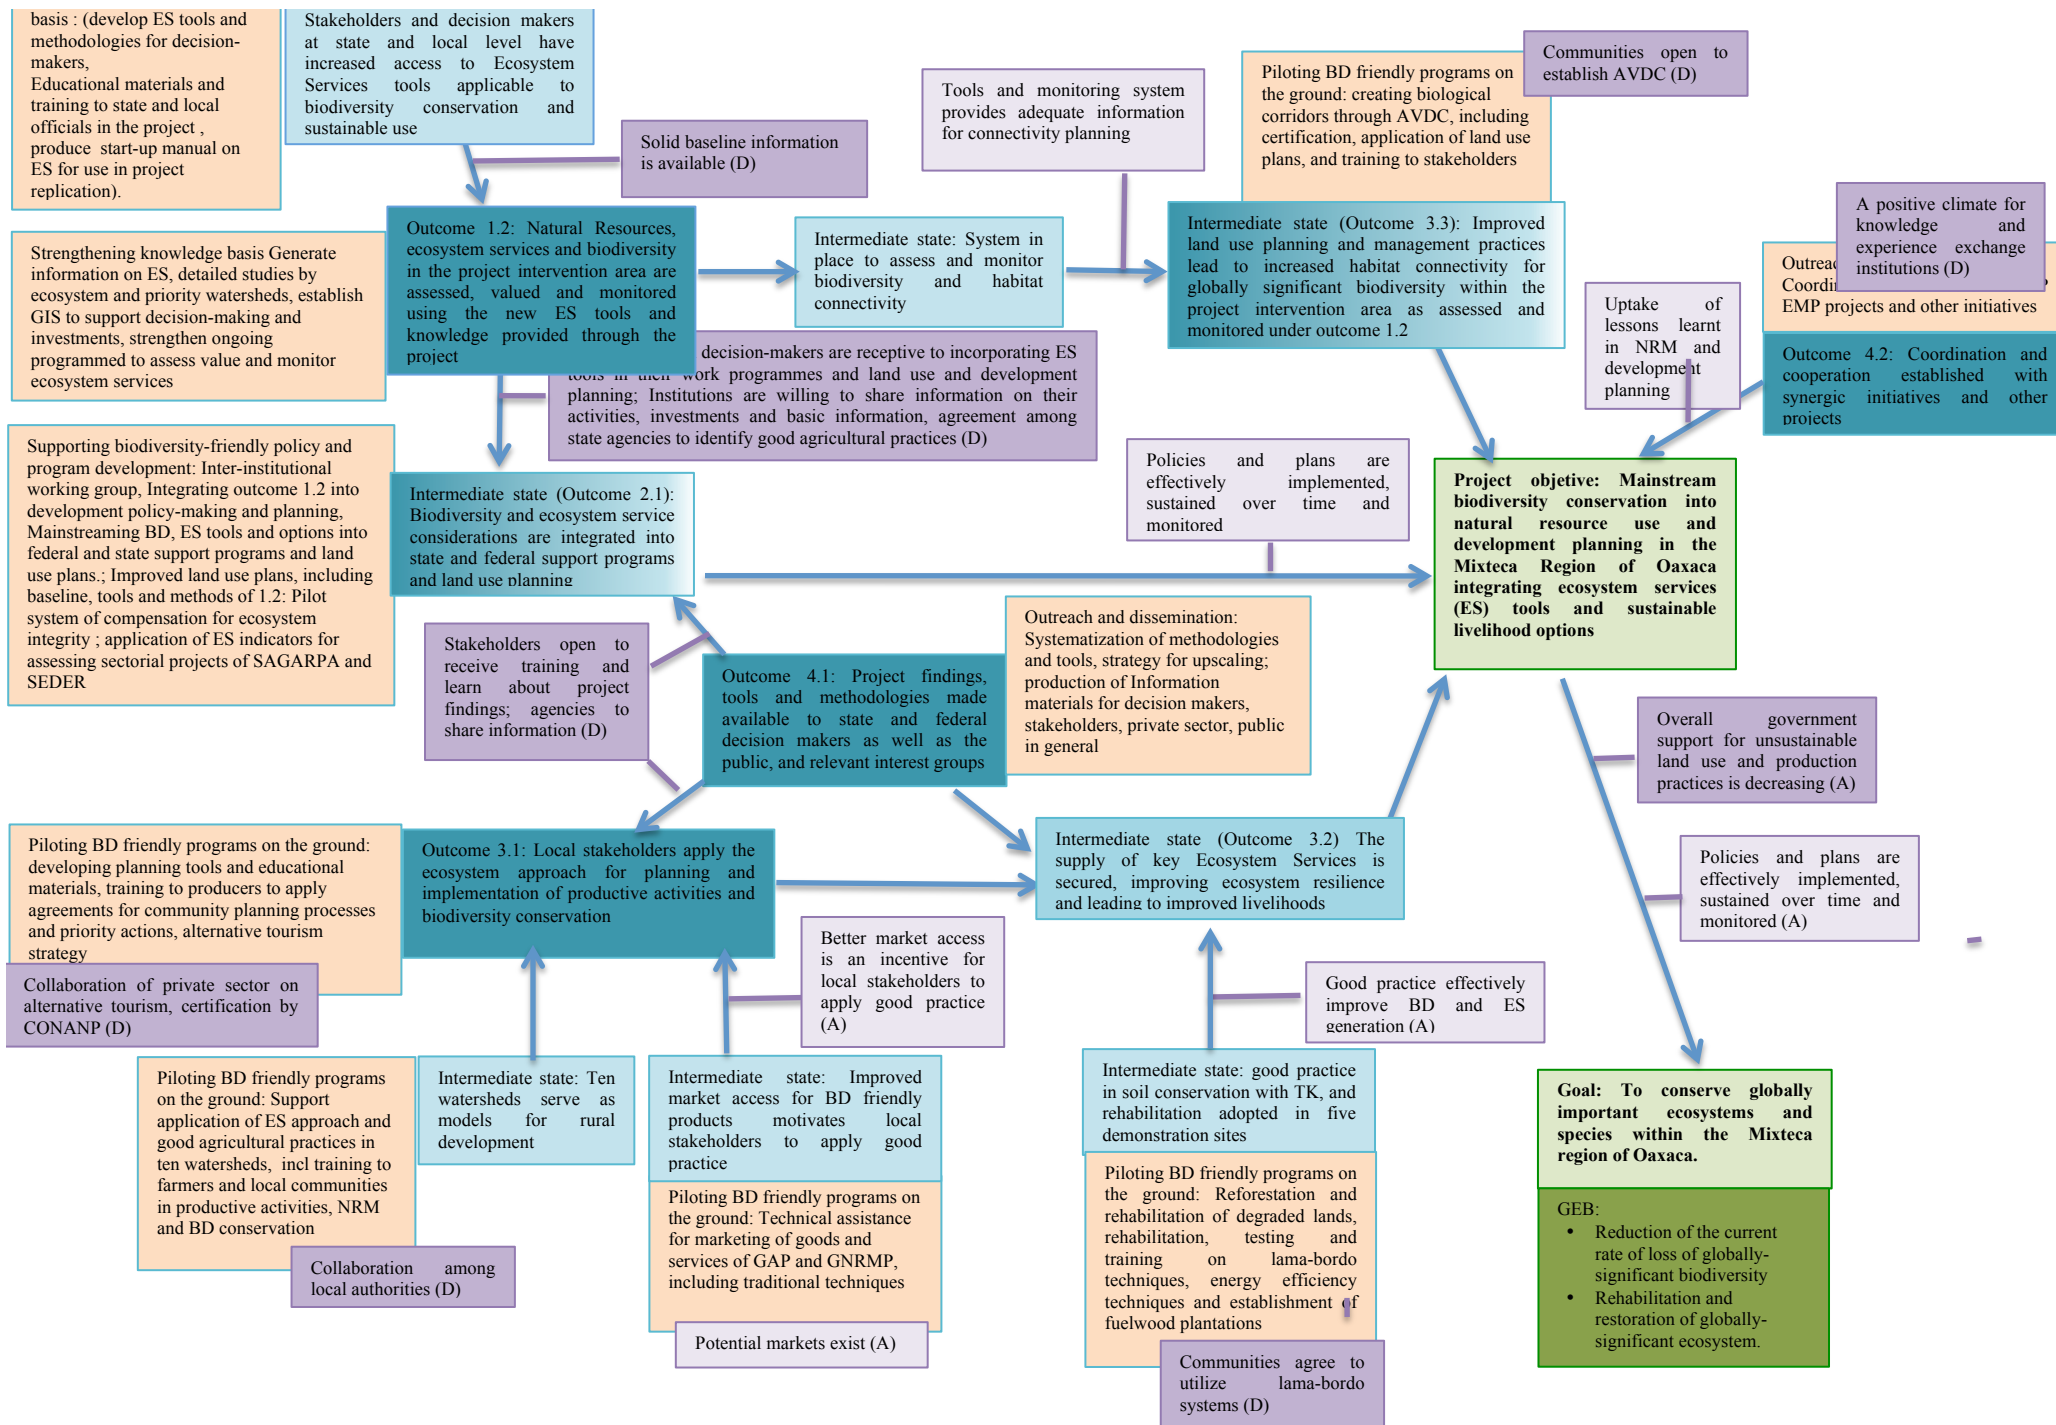 basis : (develop ES tools and
methodologies for decision-
makers,
Educational materials and
training to state and local
officials in the project ,
produce start-up manual on
ES for use in project
replication).
Stakeholders and decision makers
at state and local level have
increased access to Ecosystem
Services tools applicable to
biodiversity conservation and
sustainable use
Solid baseline information
is available (D)
Tools and monitoring system
provides adequate information
for connectivity planning
Piloting BD friendly programs on
the ground: creating biological
corridors through AVDC, including
certification, application of land use
plans, and training to stakeholders
Communities open to
establish AVDC (D)
A positive climate for
knowledge and
experience exchange
institutions (D)
Strengthening knowledge basis Generate
information on ES, detailed studies by
ecosystem and priority watersheds, establish
GIS to support decision-making and
investments, strengthen ongoing
programmed to assess value and monitor
ecosystem services
Outcome 1.2: Natural Resources,
ecosystem services and biodiversity
in the project intervention area are
assessed, valued and monitored
using the new ES tools and
knowledge provided through the
project
Intermediate state: System in
place to assess and monitor
biodiversity and habitat
connectivity
Intermediate state (Outcome 3.3): Improved
land use planning and management practices
lead to increased habitat connectivity for
globally significant biodiversity within the
project intervention area as assessed and
monitored under outcome 1.2
Uptake of
lessons learnt
in NRM and
development
planning
EMP projects and other initiatives
Outcome 4.2: Coordination and
cooperation established with
synergic initiatives and other
projects
decision-makers are receptive to incorporating ES
tools in their work programmes and land use and development
planning; Institutions are willing to share information on their
activities, investments and basic information, agreement among
state agencies to identify good agricultural practices (D)
Supporting biodiversity-friendly policy and
program development: Inter-institutional
working group, Integrating outcome 1.2 into
development policy-making and planning,
Mainstreaming BD, ES tools and options into
federal and state support programs and land
use plans.; Improved land use plans, including
baseline, tools and methods of 1.2: Pilot
system of compensation for ecosystem
integrity ; application of ES indicators for
assessing sectorial projects of SAGARPA and
SEDER
Intermediate state (Outcome 2.1):
Biodiversity and ecosystem service
considerations are integrated into
state and federal support programs
and land use planning
Policies and plans are
effectively implemented,
sustained over time and
monitored
Project objetive: Mainstream
biodiversity conservation into
natural resource use and
development planning in the
Mixteca Region of Oaxaca
integrating ecosystem services
(ES) tools and sustainable
livelihood options
Stakeholders open to
receive training and
learn about project
findings; agencies to
share information (D)
Outcome 4.1: Project findings,
tools and methodologies made
available to state and federal
decision makers as well as the
public, and relevant interest groups
Outreach and dissemination:
Systematization of methodologies
and tools, strategy for upscaling;
production of Information
materials for decision makers,
stakeholders, private sector, public
in general
Overall government
support for unsustainable
land use and production
practices is decreasing (A)
Piloting BD friendly programs on the ground:
developing planning tools and educational
materials, training to producers to apply
agreements for community planning processes
and priority actions, alternative tourism
strategy
Collaboration of private sector on
alternative tourism, certification by
CONANP (D)
Outcome 3.1: Local stakeholders apply the
ecosystem approach for planning and
implementation of productive activities and
biodiversity conservation
Intermediate state (Outcome 3.2) The
supply of key Ecosystem Services is
secured, improving ecosystem resilience
and leading to improved livelihoods
Policies and plans are
effectively implemented,
sustained over time and
monitored (A)
Better market access
is an incentive for
local stakeholders to
apply good practice
(A)
Good practice effectively
improve BD and ES
generation (A)
Piloting BD friendly programs
on the ground: Support
application of ES approach and
good agricultural practices in
ten watersheds, incl training to
farmers and local communities
in productive activities, NRM
and BD conservation
Collaboration among
local authorities (D)
Intermediate state: Ten
watersheds serve as
models for rural
development
Intermediate state: Improved
market access for BD friendly
products motivates local
stakeholders to apply good
practice
Piloting BD friendly programs on
the ground: Technical assistance
for marketing of goods and
services of GAP and GNRMP,
including traditional techniques
Potential markets exist (A)
Intermediate state: good practice
in soil conservation with TK, and
rehabilitation adopted in five
demonstration sites
Piloting BD friendly programs on
the ground: Reforestation and
rehabilitation of degraded lands,
rehabilitation, testing and
training on lama-bordo
techniques, energy efficiency
techniques and establishment of
fuelwood plantations
Communities agree to
utilize lama-bordo
systems (D)
Goal: To conserve globally
important ecosystems and
species within the Mixteca
region of Oaxaca.
GEB:
• Reduction of the current
rate of loss of globally-
significant biodiversity
• Rehabilitation and
restoration of globally-
significant ecosystem.